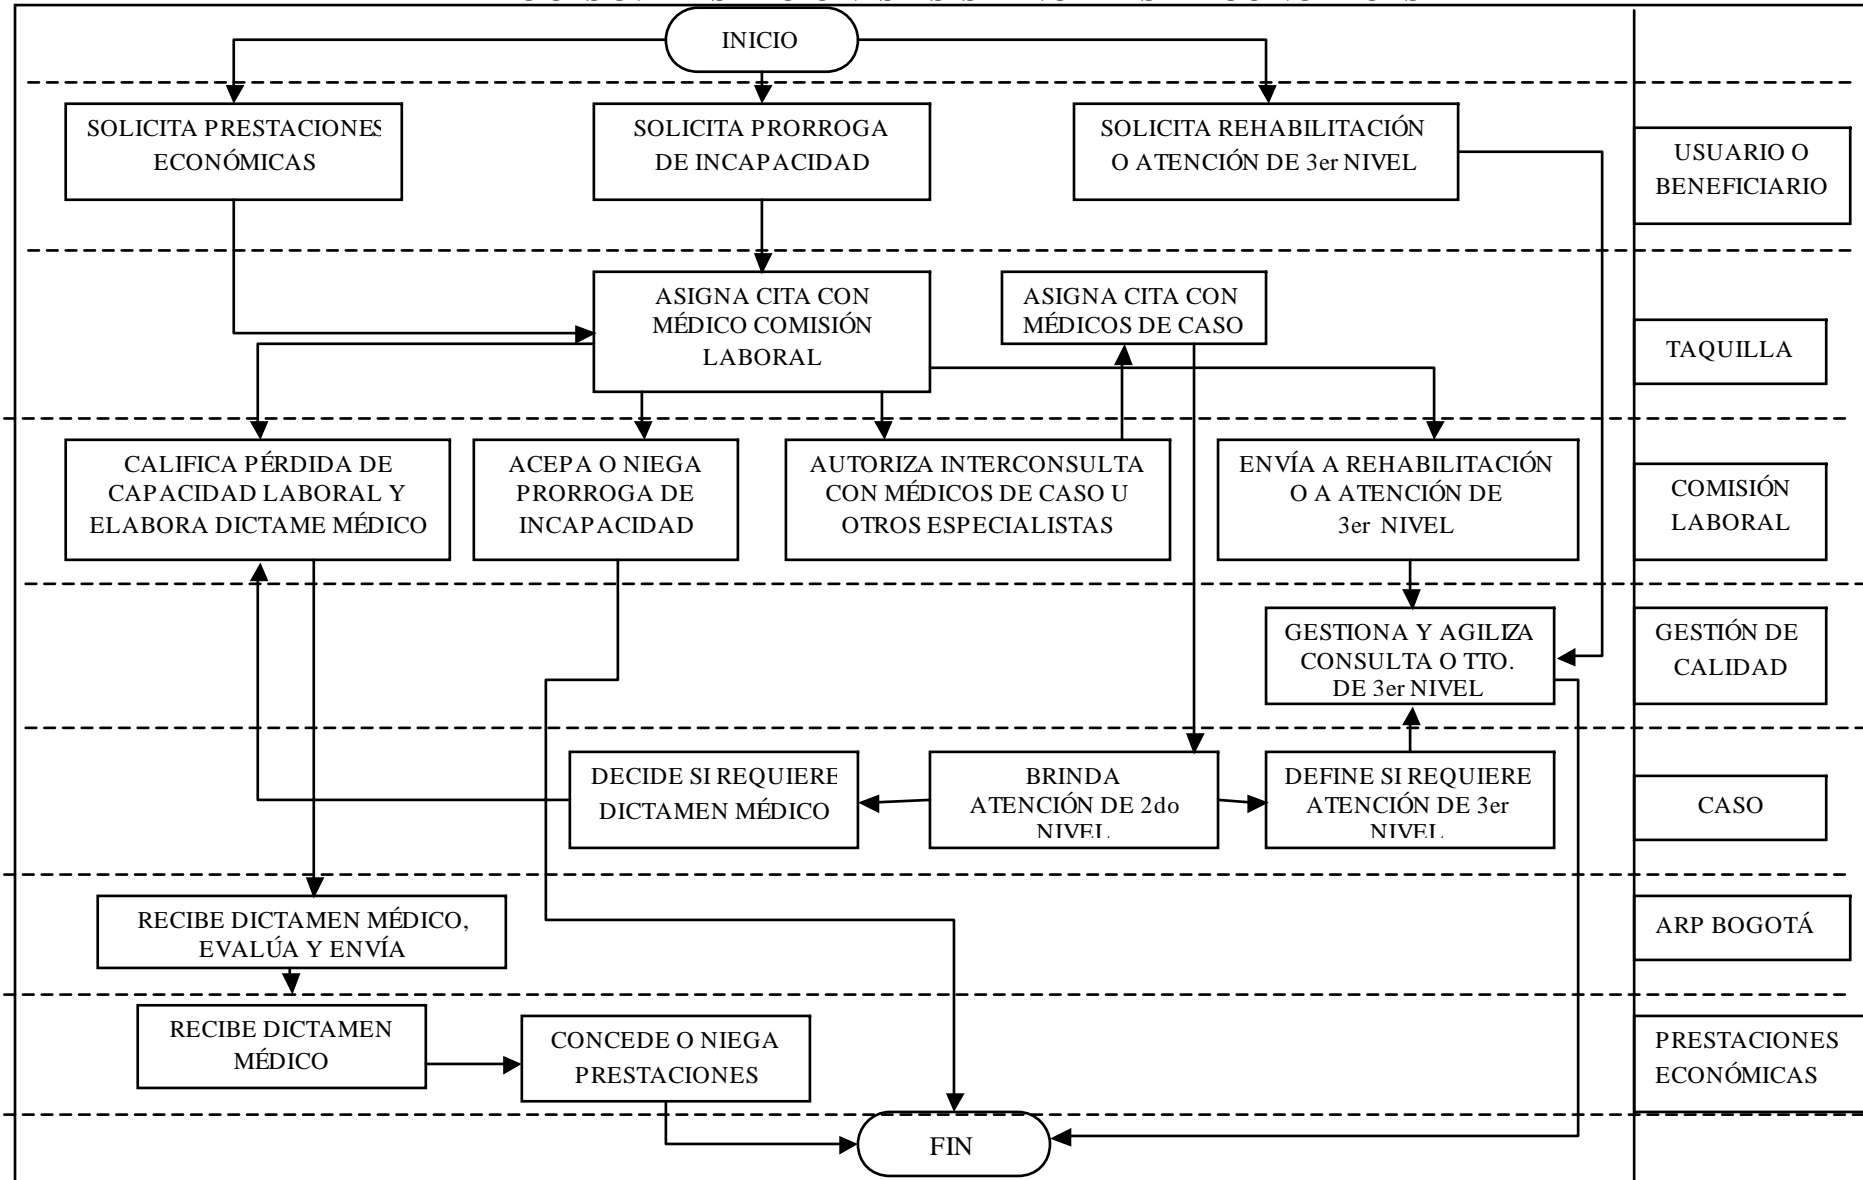 INICIO
SOLICITA PRESTACIONES
ECONÓMICAS
SOLICITA PRORROGA
DE INCAPACIDAD
SOLICITA REHABILITACIÓN
O ATENCIÓN DE 3er NIVEL
USUARIO O
BENEFICIARIO
ASIGNA CITA CON
MÉDICO COMISIÓN
LABORAL
ASIGNA CITA CON
MÉDICOS DE CASO
TAQUILLA
CALIFICA PÉRDIDA DE
CAPACIDAD LABORAL Y
ELABORA DICTAME MÉDICO
ACEPA O NIEGA
PRORROGA DE
INCAPACIDAD
AUTORIZA INTERCONSULTA
CON MÉDICOS DE CASO U
OTROS ESPECIALISTAS
ENVÍA A REHABILITACIÓN
O A ATENCIÓN DE
3er NIVEL
COMISIÓN
LABORAL
GESTIONA Y AGILIZA
CONSULTA O TTO.
DE 3er NIVEL
GESTIÓN DE
CALIDAD
DECIDE SI REQUIERE
DICTAMEN MÉDICO
BRINDA
ATENCIÓN DE 2do
NIVEL
DEFINE SI REQUIERE
ATENCIÓN DE 3er
NIVEL
CASO
RECIBE DICTAMEN MÉDICO,
EVALÚA Y ENVÍA
ARP BOGOTÁ
RECIBE DICTAMEN
MÉDICO
CONCEDE O NIEGA
PRESTACIONES
PRESTACIONES
ECONÓMICAS
FIN